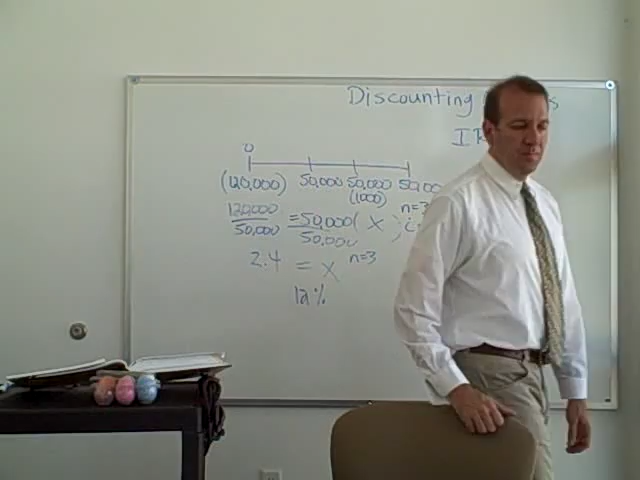 Discounting
0
(120,000) 50,000 50,000 50,000
(1000)
120,000 = 50,000( X ; n=3
50,000 50,000 i=
2.4 = X n=3
12%